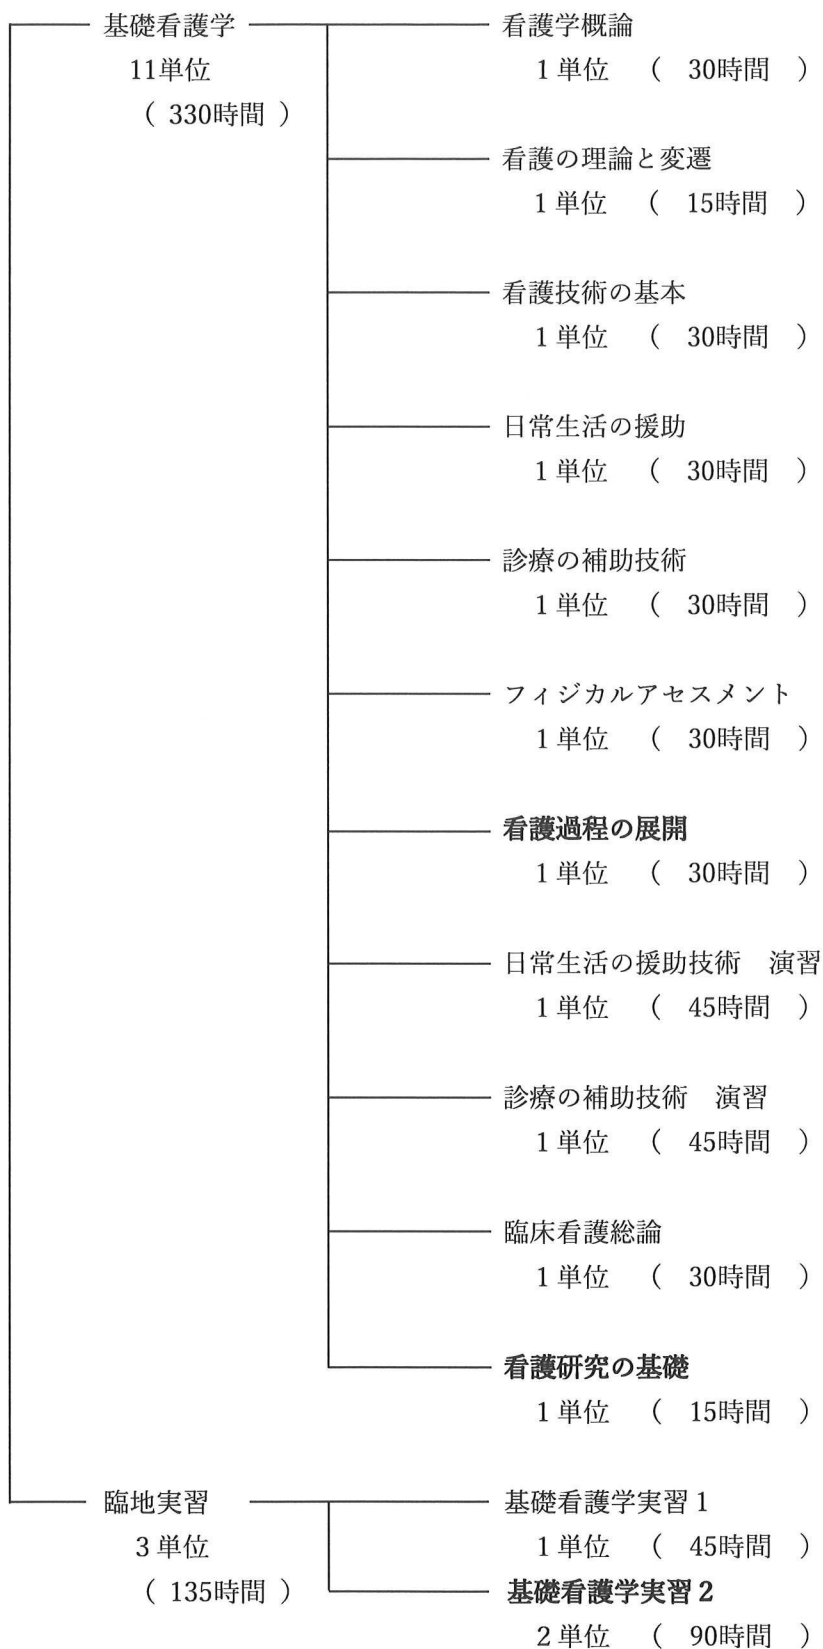 基礎看護学
11単位
( 330時間 )
看護学概論
1単位 ( 30時間 )
看護の理論と変遷
1単位 ( 15時間 )
看護技術の基本
1単位 ( 30時間 )
日常生活の援助
1単位 ( 30時間 )
診療の補助技術
1単位 ( 30時間 )
フィジカルアセスメント
1単位 ( 30時間 )
看護過程の展開
1単位 ( 30時間 )
日常生活の援助技術 演習
1単位 ( 45時間 )
診療の補助技術 演習
1単位 ( 45時間 )
臨床看護総論
1単位 ( 30時間 )
看護研究の基礎
1単位 ( 15時間 )
臨地実習
3単位
( 135時間 )
基礎看護学実習1
1単位 ( 45時間 )
基礎看護学実習2
2単位 ( 90時間 )